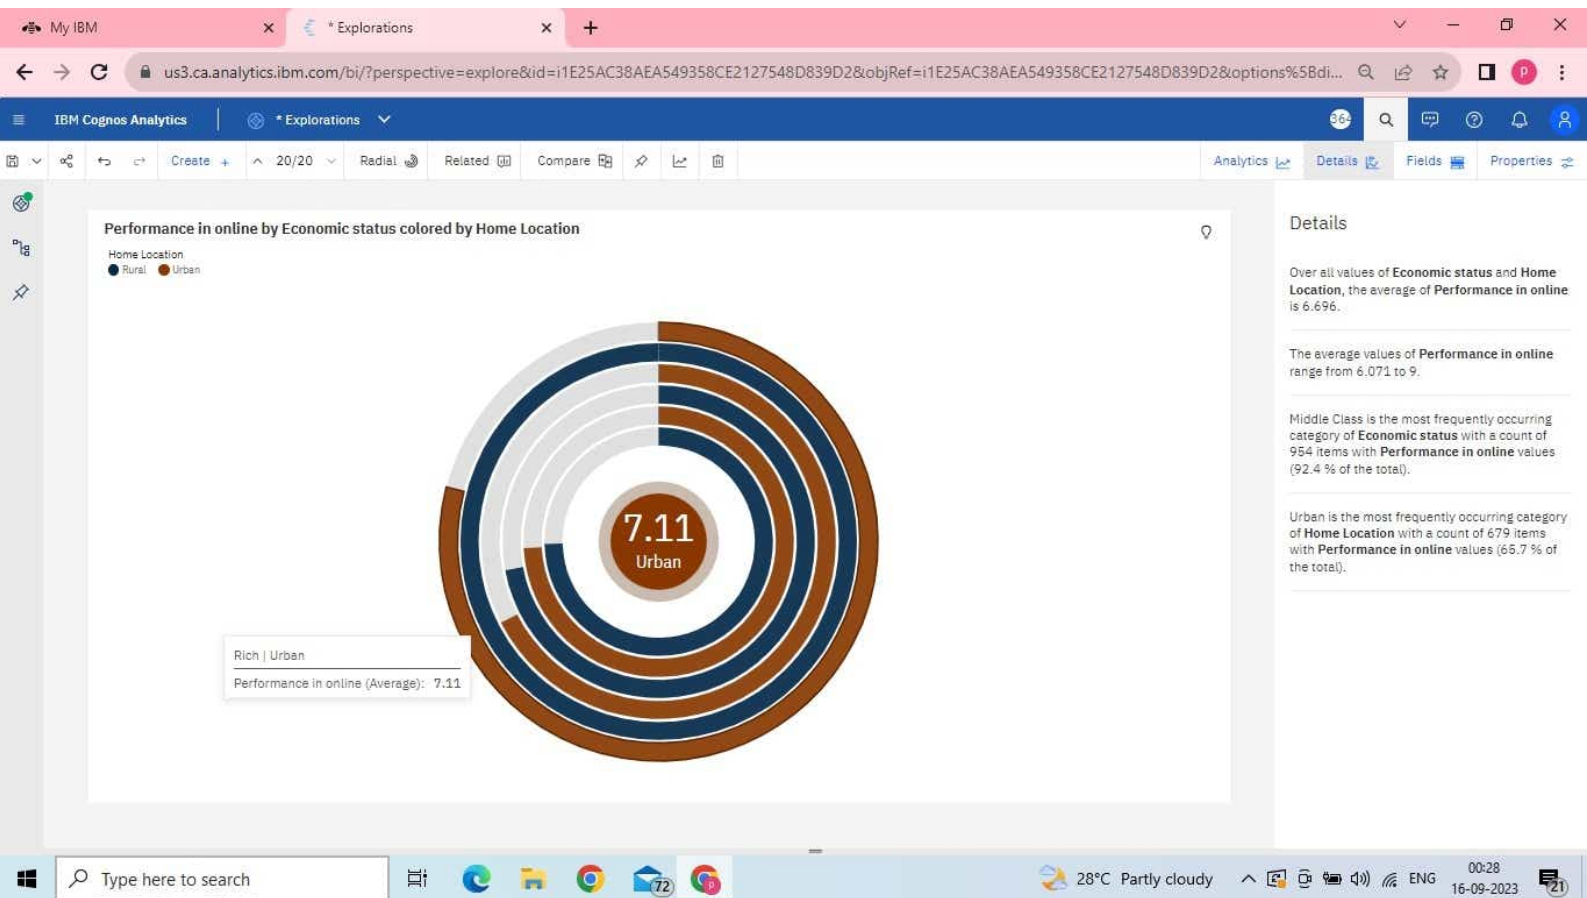 My IBM
* Explorations
us3.ca.analytics.ibm.com/bi/?perspective=explore&id=i1E25AC38AEA549358CE2127548D839D2&objRef=i1E25AC38AEA549358CE2127548D839D2&options%5Bdi...
P
IBM Cognos Analytics
* Explorations
364
Create +
20/20
Radial
Related
Compare
Analytics
Details
Fields
Properties
Performance in online by Economic status colored by Home Location
Home Location
Rural
Urban
7.11
Urban
Rich | Urban
Performance in online (Average): 7.11
Details
Over all values of Economic status and Home
Location, the average of Performance in online
is 6.696.
The average values of Performance in online
range from 6.071 to 9.
Middle Class is the most frequently occurring
category of Economic status with a count of
954 items with Performance in online values
(92.4 % of the total).
Urban is the most frequently occurring category
of Home Location with a count of 679 items
with Performance in online values (65.7 % of
the total).
Type here to search
72
P
28°C Partly cloudy
ENG
00:28
16-09-2023
21